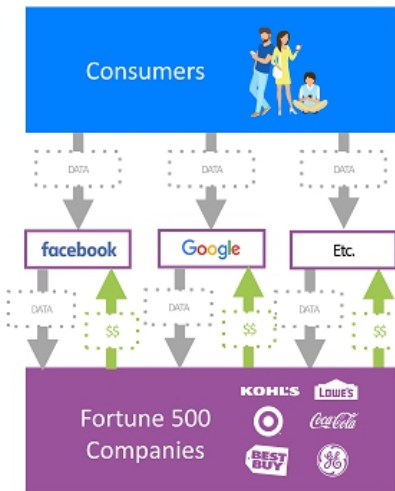 Consumers
DATA DATA DATA
facebook Google Etc.
DATA $$ DATA $$ DATA $$
Fortune 500
Companies
KOHL'S LOWE'S
Coca-Cola
BEST
BUY GE